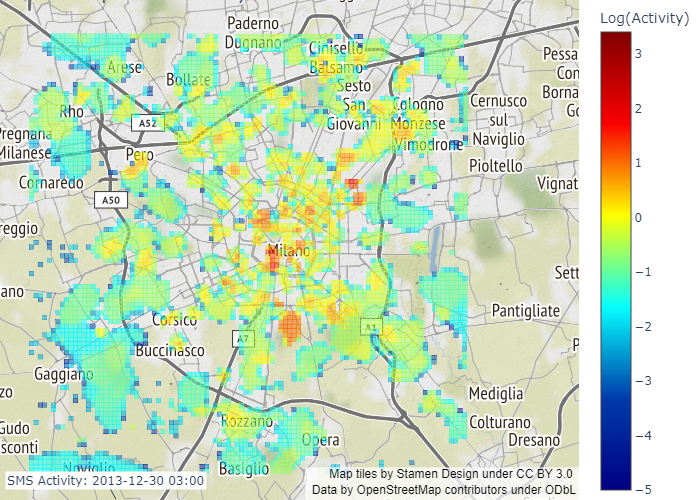 Log(Activity)
Paderno
Dugnano
Cinisello
Balsamo
Arese
Bollate
Sesto
San
Giovanni
Cologno
Monzese
Vimodrone
Cernusco
sul
Naviglio
Pioltello
Pessa
Con
Borna
Go
Rho
A52
Pregnana
Milanese
Pero
Cornaredo
A50
Vignat
reggio
Milano
Sett
ano
Corsico
A7
A1
Pantigliate
Buccinasco
P
Gaggiano
zo
Mediglia
Colturano
Dresano
Rozzano
Opera
Gudo
sconti
Basiglio
Noviglio
SMS Activity: 2013-12-30 03:00
Map tiles by Stamen Design under CC BY 3.0
Data by OpenStreetMap contributors under ODbL
3
2
1
0
−1
−2
−3
−4
−5